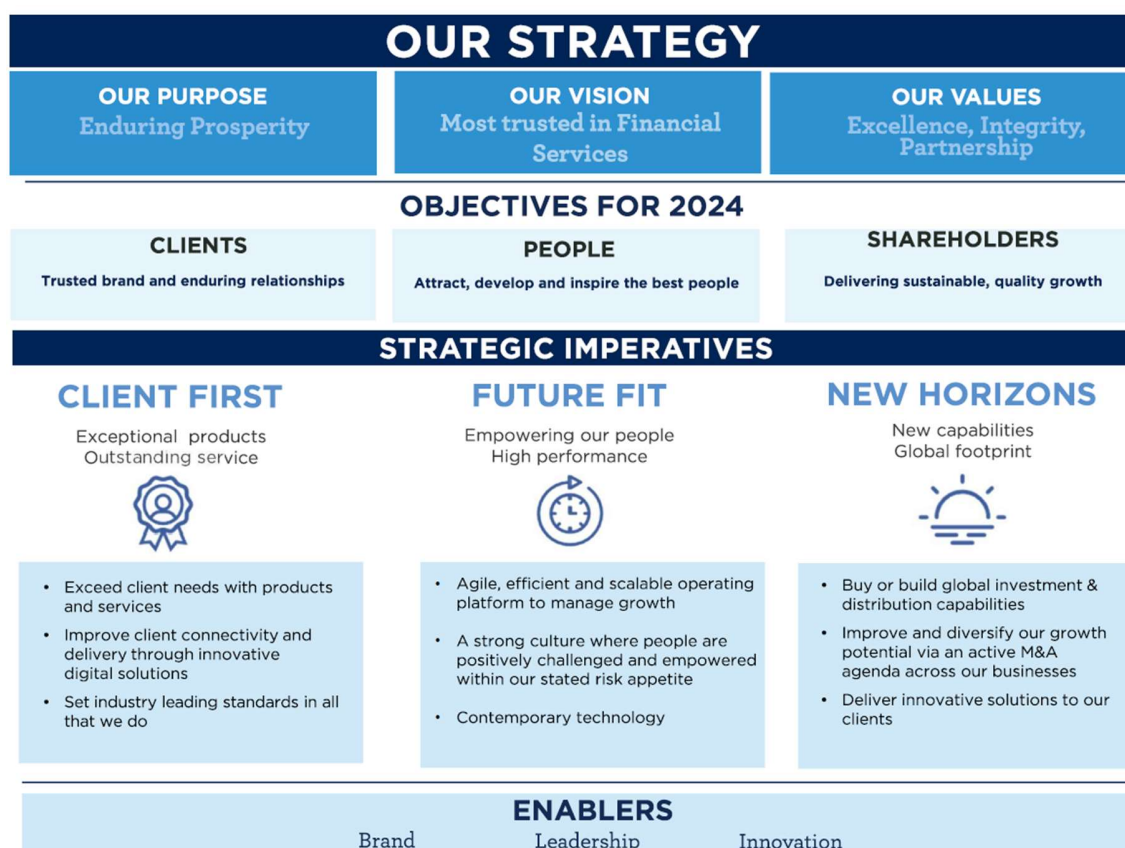 OUR STRATEGY
OUR PURPOSE
Enduring Prosperity
OUR VISION
Most trusted in Financial
Services
OUR VALUES
Excellence, Integrity,
Partnership
OBJECTIVES FOR 2024
CLIENTS
Trusted brand and enduring relationships
PEOPLE
Attract, develop and inspire the best people
SHAREHOLDERS
Delivering sustainable, quality growth
STRATEGIC IMPERATIVES
CLIENT FIRST
Exceptional products
Outstanding service
• Exceed client needs with products
and services
• Improve client connectivity and
delivery through innovative
digital solutions
• Set industry leading standards in all
that we do
FUTURE FIT
Empowering our people
High performance
• Agile, efficient and scalable operating
platform to manage growth
• A strong culture where people are
positively challenged and empowered
within our stated risk appetite
• Contemporary technology
NEW HORIZONS
New capabilities
Global footprint
• Buy or build global investment &
distribution capabilities
• Improve and diversify our growth
potential via an active M&A
agenda across our businesses
• Deliver innovative solutions to our
clients
ENABLERS
Brand
Leadership
Innovation